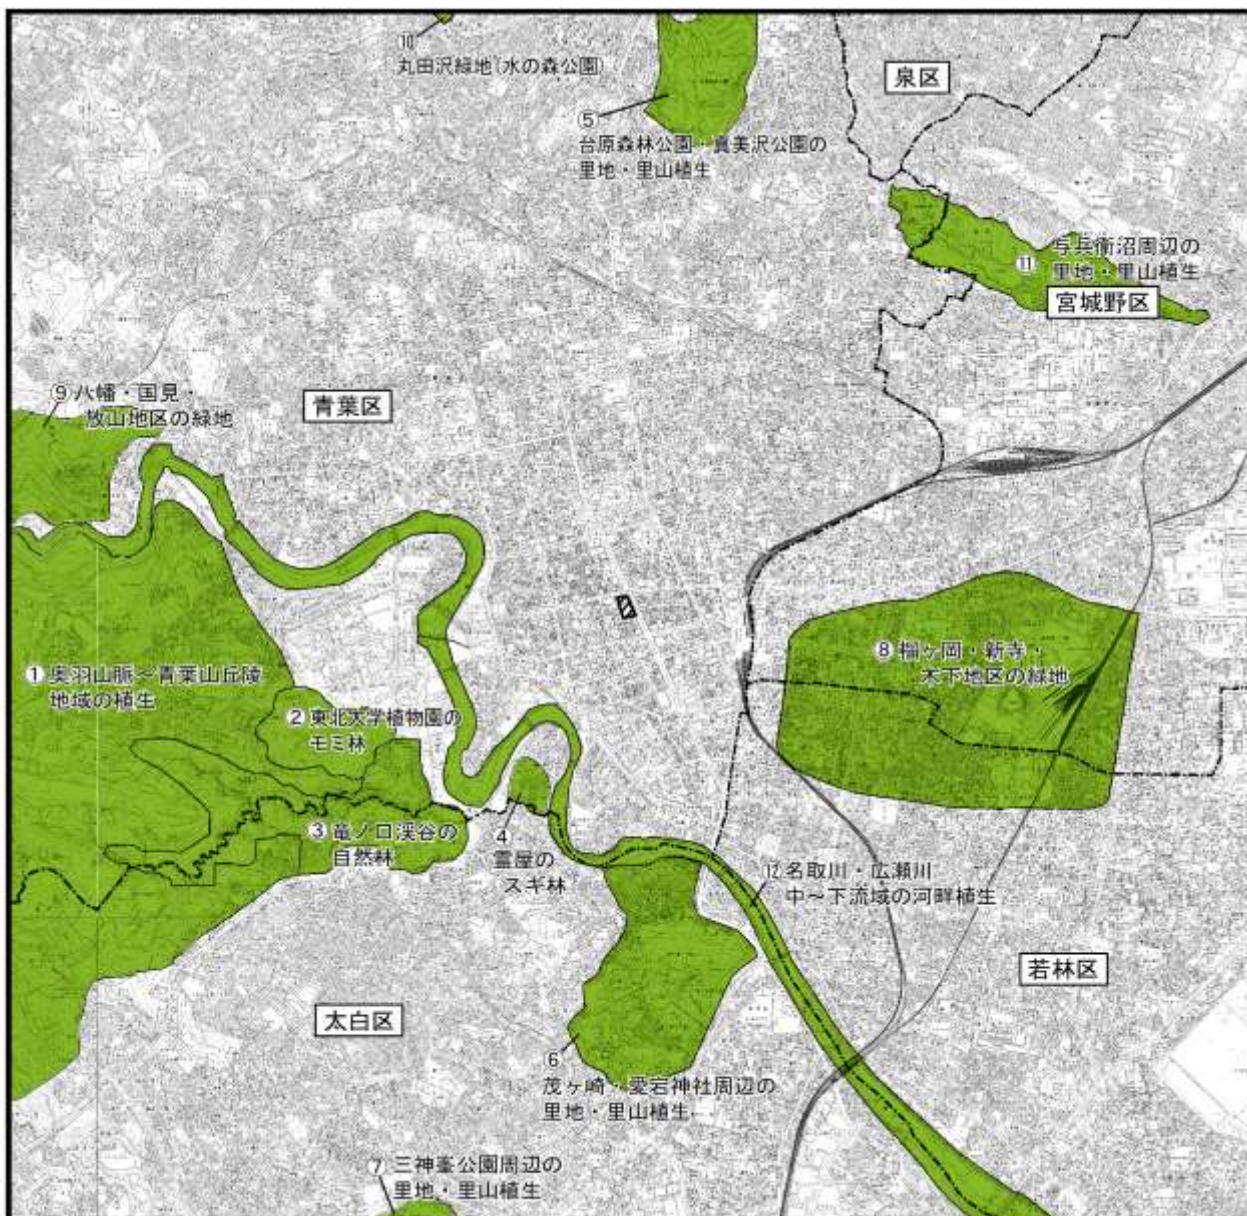 ⑩
丸田沢緑地(水の森公園)
泉区
⑤
台原森林公園・真美沢公園の
里地・里山植生
⑪ 与兵衛沼周辺の
里地・里山植生
宮城野区
⑨八幡・国見・
放山地区の緑地
青葉区
⑧ 榴ヶ岡・新寺・
木下地区の緑地
① 奥羽山脈～青葉山丘陵
地域の植生
② 東北大学植物園の
モミ林
③ 竜ノ口渓谷の
自然林
4
霊屋の
スギ林
12 名取川・広瀬川
中～下流域の河畔植生
若林区
太白区
6
茂ヶ崎・愛宕神社周辺の
里地・里山植生
7 三神峯公園周辺の
里地・里山植生